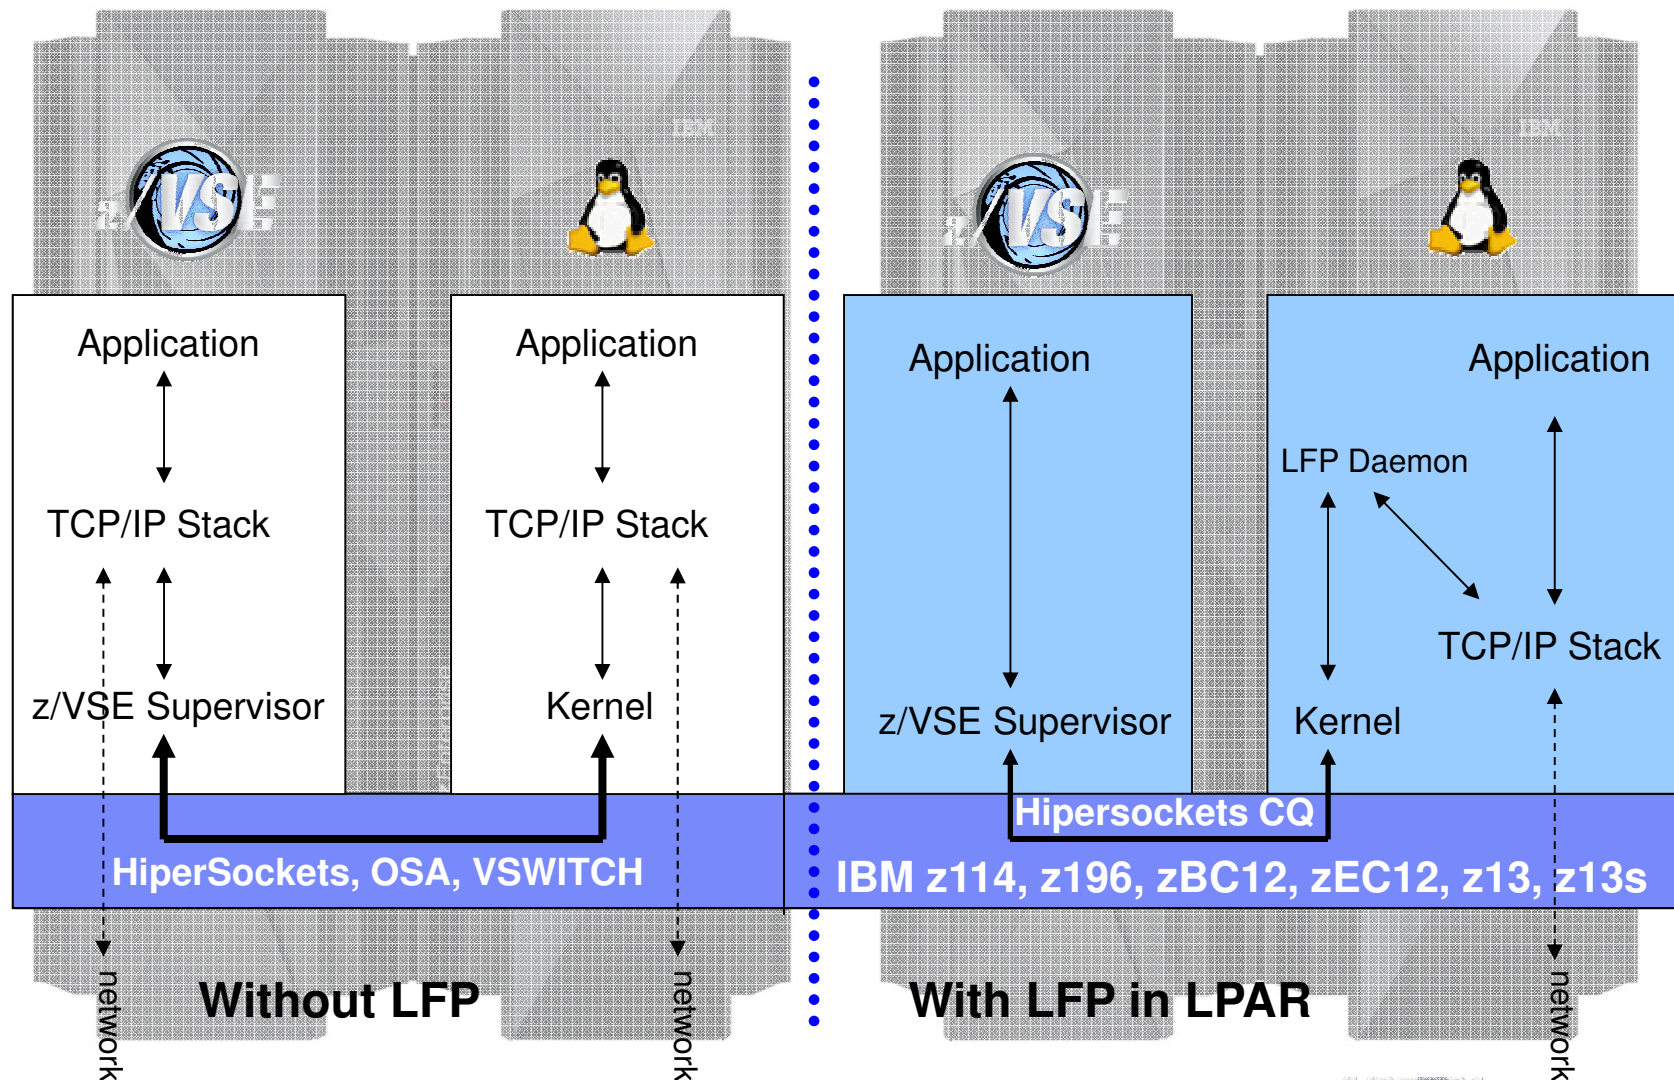 IBM
IBM
z/VSE
z/VSE
Application
Application
TCP/IP Stack
TCP/IP Stack
z/VSE Supervisor
Kernel
HiperSockets, OSA, VSWITCH
network
network
Without LFP
Application
Application
LFP Daemon
TCP/IP Stack
z/VSE Supervisor
Kernel
Hipersockets CQ
IBM z114, z196, zBC12, zEC12, z13, z13s
network
With LFP in LPAR